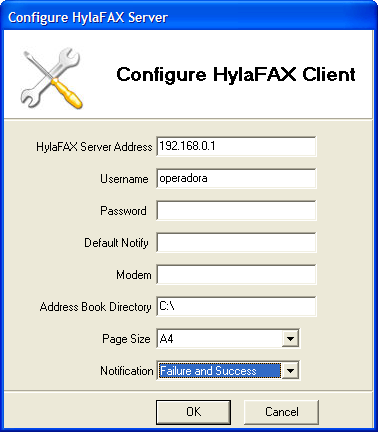 Configure HylaFAX Server
Configure HylaFAX Client
HylaFAX Server Address 192.168.0.1
Username operadora
Password
Default Notify
Modem
Address Book Directory C:\
Page Size A4
Notification Failure and Success
OK Cancel